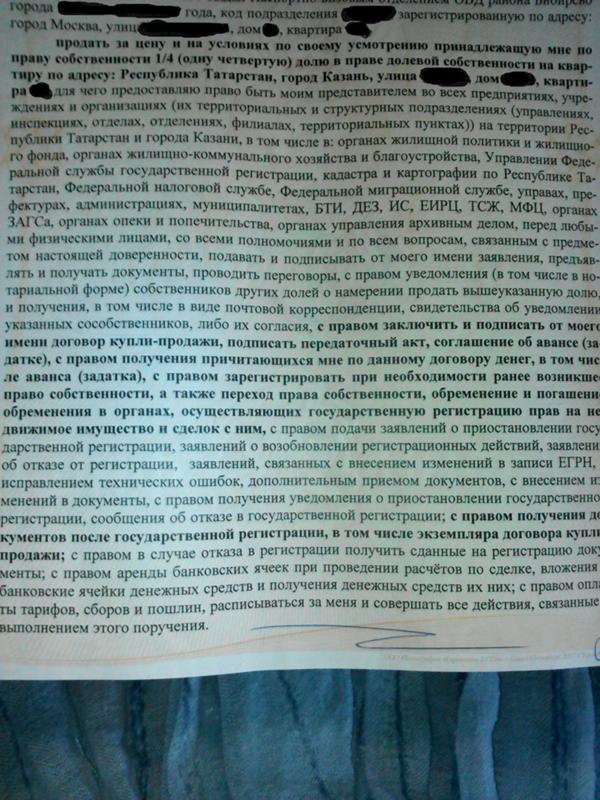 города года, код подразделения зарегистрированную по адресу:
город Москва, улица , дом , квартира
продать за цену и на условиях по своему усмотрению принадлежащую мне по
праву собственности 1/4 (одну четвертую) долю в праве долевой собственности на квар-
тиру по адресу: Республика Татарстан, город Казань, улица , дом , кварти-
ра для чего предоставляю право быть моим представителем во всех предприятиях, учре-
ждениях и организациях (их территориальных и структурных подразделениях (управлениях,
инспекциях, отделах, отделениях, филиалах, территориальных пунктах)) на территории Рес-
публики Татарстан и города Казани, в том числе в: органах жилищной политики и жилищно-
го фонда, органах жилищно-коммунального хозяйства и благоустройства, Управлении Феде-
ральной службы государственной регистрации, кадастра и картографии по Республике Та-
тарстан, Федеральной налоговой службе, Федеральной миграционной службе, управах, пре-
фектурах, администрациях, муниципалитетах, БТИ, ДЕЗ, ИС, ЕИРЦ, ТСЖ, МФЦ, органах
ЗАГСа, органах опеки и попечительства, органах управления архивным делом, перед любы-
ми физическими лицами, со всеми полномочиями и по всем вопросам, связанным с предме-
том настоящей доверенности, подавать и подписывать от моего имени заявления, предъяв-
лять и получать документы, проводить переговоры, с правом уведомления (в том числе в но-
тариальной форме) собственников других долей о намерении продать вышеуказанную долю,
и получения, в том числе в виде почтовой корреспонденции, свидетельства об уведомлении
указанных сособственников, либо их согласия, с правом заключить и подписать от моего
имени договор купли-продажи, подписать передаточный акт, соглашение об авансе (за-
датке), с правом получения причитающихся мне по данному договору денег, в том чис-
ле аванса (задатка), с правом зарегистрировать при необходимости ранее возникше
право собственности, а также переход права собственности, обременение и погашение
обременения в органах, осуществляющих государственную регистрацию прав на не-
движимое имущество и сделок с ним, с правом подачи заявлений о приостановлении госу-
дарственной регистрации, заявлений о возобновлении регистрационных действий, заявлени
об отказе от регистрации, заявлений, связанных с внесением изменений в записи ЕГРН,
исправлением технических ошибок, дополнительным приемом документов, с внесением из-
менений в документы, с правом получения уведомления о приостановлении государственно
регистрации, сообщения об отказе в государственной регистрации; с правом получения до-
кументов после государственной регистрации, в том числе экземпляра договора купли
продажи; с правом в случае отказа в регистрации получить сданные на регистрацию доку-
менты; с правом аренды банковских ячеек при проведении расчётов по сделке, вложения
банковские ячейки денежных средств и получения денежных средств их них; с правом опла-
ты тарифов, сборов и пошлин, расписываться за меня и совершать все действия, связанные
выполнением этого поручения.